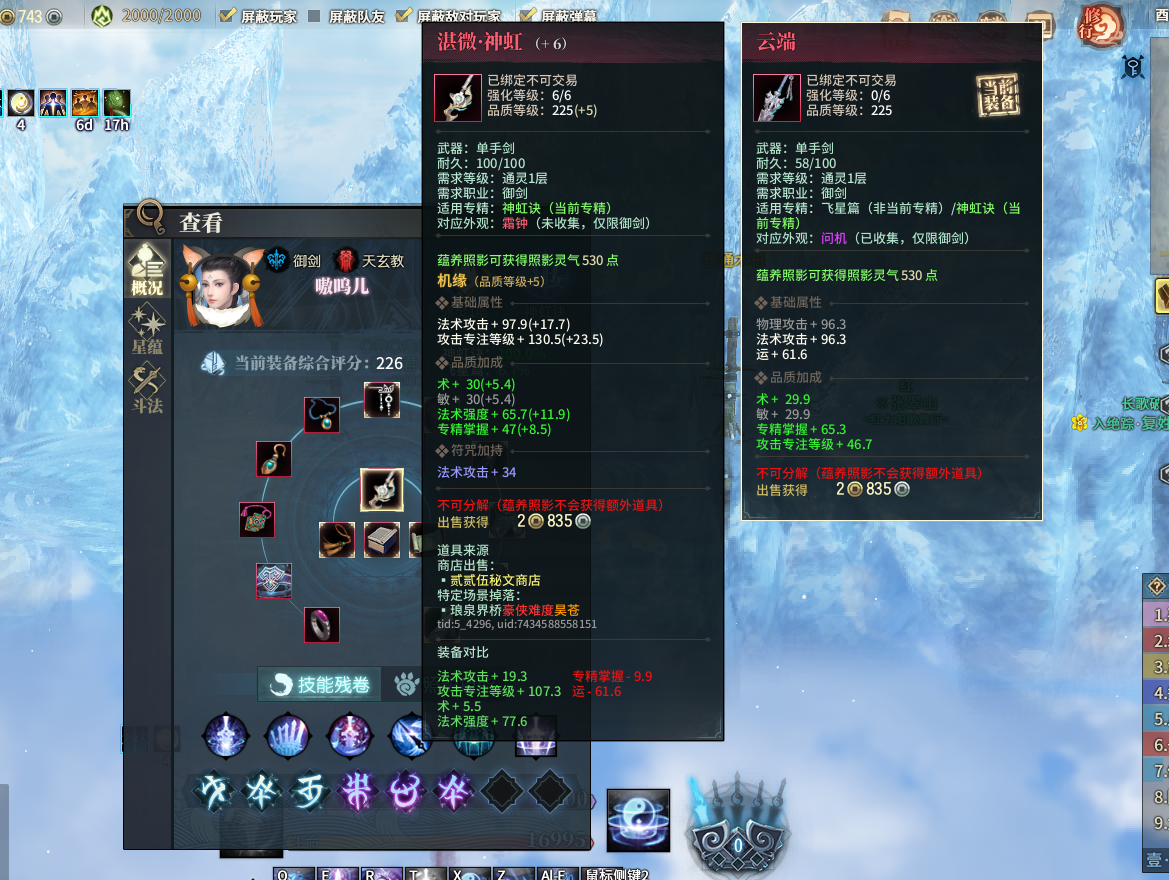 743
2000/2000
屏蔽玩家
屏蔽队友
屏蔽敌对玩家
屏蔽弹幕
修行
4
6d
17h
查看
概况
星蕴
斗法
御剑
天玄教
嗷呜儿
当前装备综合评分：226
技能残卷
湛微·神虹 (+6)
已绑定不可交易
强化等级：6/6
品质等级：225(+5)
武器：单手剑
耐久：100/100
需求等级：通灵1层
需求职业：御剑
适用专精：神虹诀（当前专精）
对应外观：霜钟（未收集，仅限御剑）
蕴养照影可获得照影灵气530 点
机缘（品质等级+5）
基础属性
法术攻击 + 97.9(+17.7)
攻击专注等级 + 130.5(+23.5)
品质加成
术 + 30(+5.4)
敏 + 30(+5.4)
法术强度 + 65.7(+11.9)
专精掌握 + 47(+8.5)
符咒加持
法术攻击 + 34
不可分解（蕴养照影不会获得额外道具）
出售获得 2 835
道具来源
商店出售：
▪贰贰伍秘文商店
特定场景掉落：
▪琅泉界桥豪侠难度昊苍
tid:5_4296, uid:7434588558151
装备对比
法术攻击 + 19.3 专精掌握 - 9.9
攻击专注等级 + 107.3 运 - 61.6
术 + 5.5
法术强度 + 77.6
云端
已绑定不可交易
强化等级：0/6
品质等级：225
当前装备
武器：单手剑
耐久：58/100
需求等级：通灵1层
需求职业：御剑
适用专精：飞星篇（非当前专精）/神虹诀（当
前专精）
对应外观：问机（已收集，仅限御剑）
蕴养照影可获得照影灵气530 点
基础属性
物理攻击 + 96.3
法术攻击 + 96.3
运 + 61.6
品质加成
术 + 29.9
敏 + 29.9
专精掌握 + 65.3
攻击专注等级 + 46.7
不可分解（蕴养照影不会获得额外道具）
出售获得 2 835
长歌破
入绝踪·复
1.
2.
3.
4.
5.
6.
7.
8.
9.
壹
16995
0
Q
E
R
T
X
Z
Al-E
鼠标侧键2